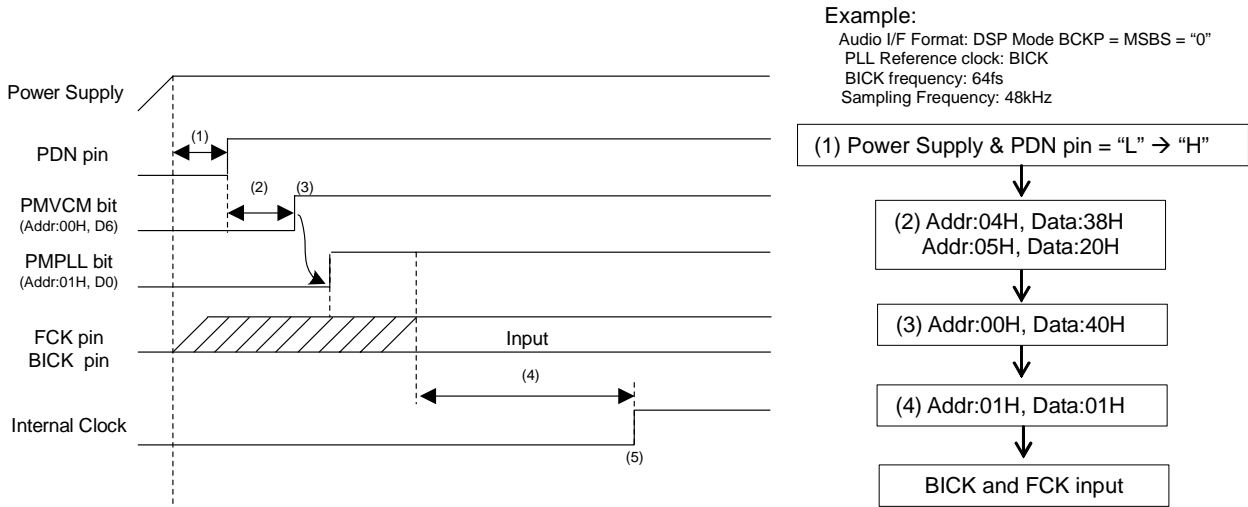 Example:
Audio I/F Format: DSP Mode BCKP = MSBS = “0”
PLL Reference clock: BICK
BICK frequency: 64fs
Sampling Frequency: 48kHz
Power Supply
(1)
PDN pin
(2)
(3)
PMVCM bit
(Addr:00H, D6)
PMPLL bit
(Addr:01H, D0)
FCK pin
BICK pin
Input
(4)
Internal Clock
(5)
(1) Power Supply & PDN pin = “L” → “H”
(2) Addr:04H, Data:38H
Addr:05H, Data:20H
(3) Addr:00H, Data:40H
(4) Addr:01H, Data:01H
BICK and FCK input